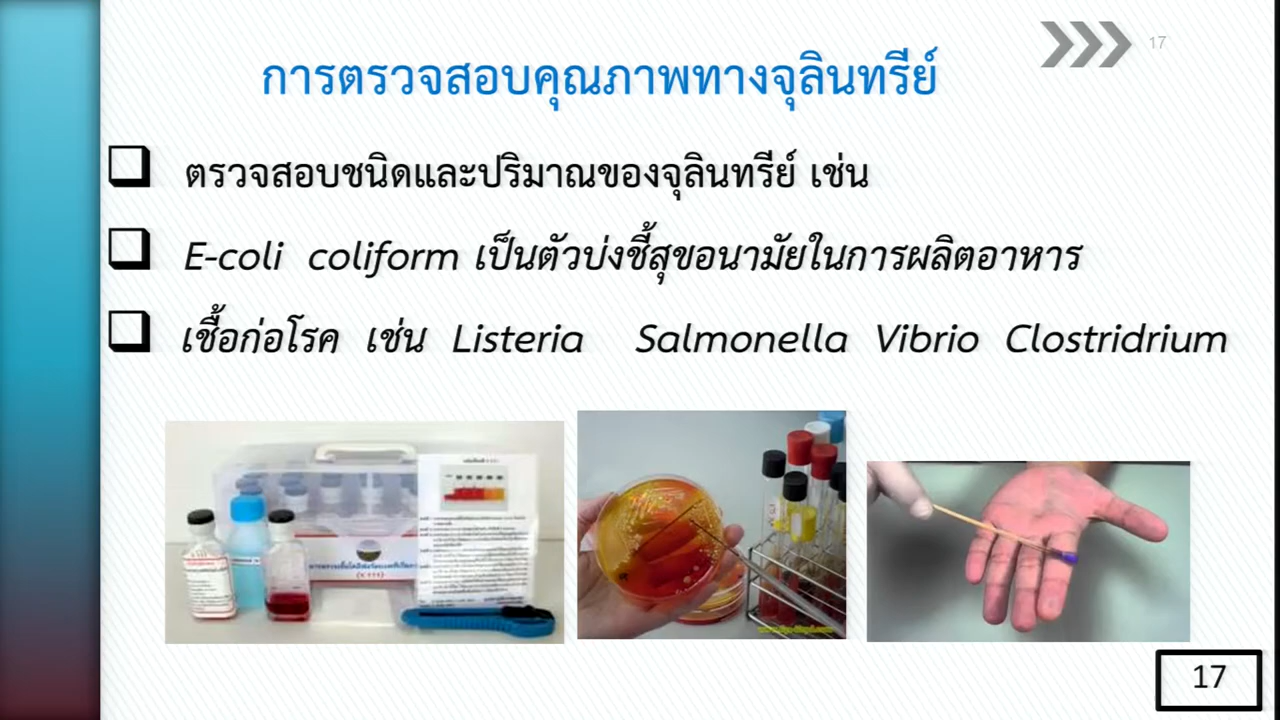 17
การตรวจสอบคุณภาพทางจุลินทรีย์
ตรวจสอบชนิดและปริมาณของจุลินทรีย์ เช่น
E-coli coliform เป็นตัวบ่งชี้สุขอนามัยในการผลิตอาหาร
เชื้อก่อโรค เช่น Listeria Salmonella Vibrio Clostridrium
17